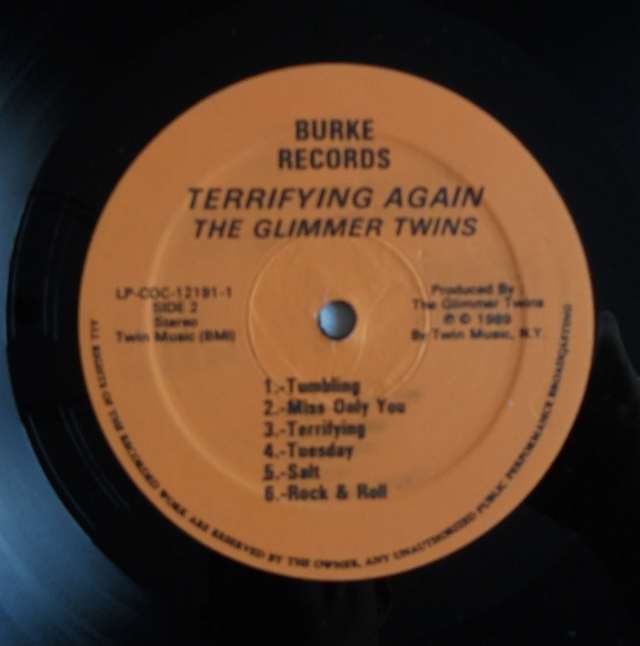 BURKE
RECORDS
TERRIFYING AGAIN
THE GLIMMER TWINS
LP-COC-12191-1
SIDE 2
Stereo
Twin Music (BMI)
Produced By
The Glimmer Twins
℗ © 1989
By Twin Music, N.Y.
1.-Tumbling
2.-Miss Only You
3.-Terrifying
4.-Tuesday
5.-Salt
6.-Rock & Roll
ALL RIGHTS OF THE RECORDED WORK ARE RESERVED BY THE OWNER, ANY UNAUTHORIZED PUBLIC PERFORMANCE BROADCASTING